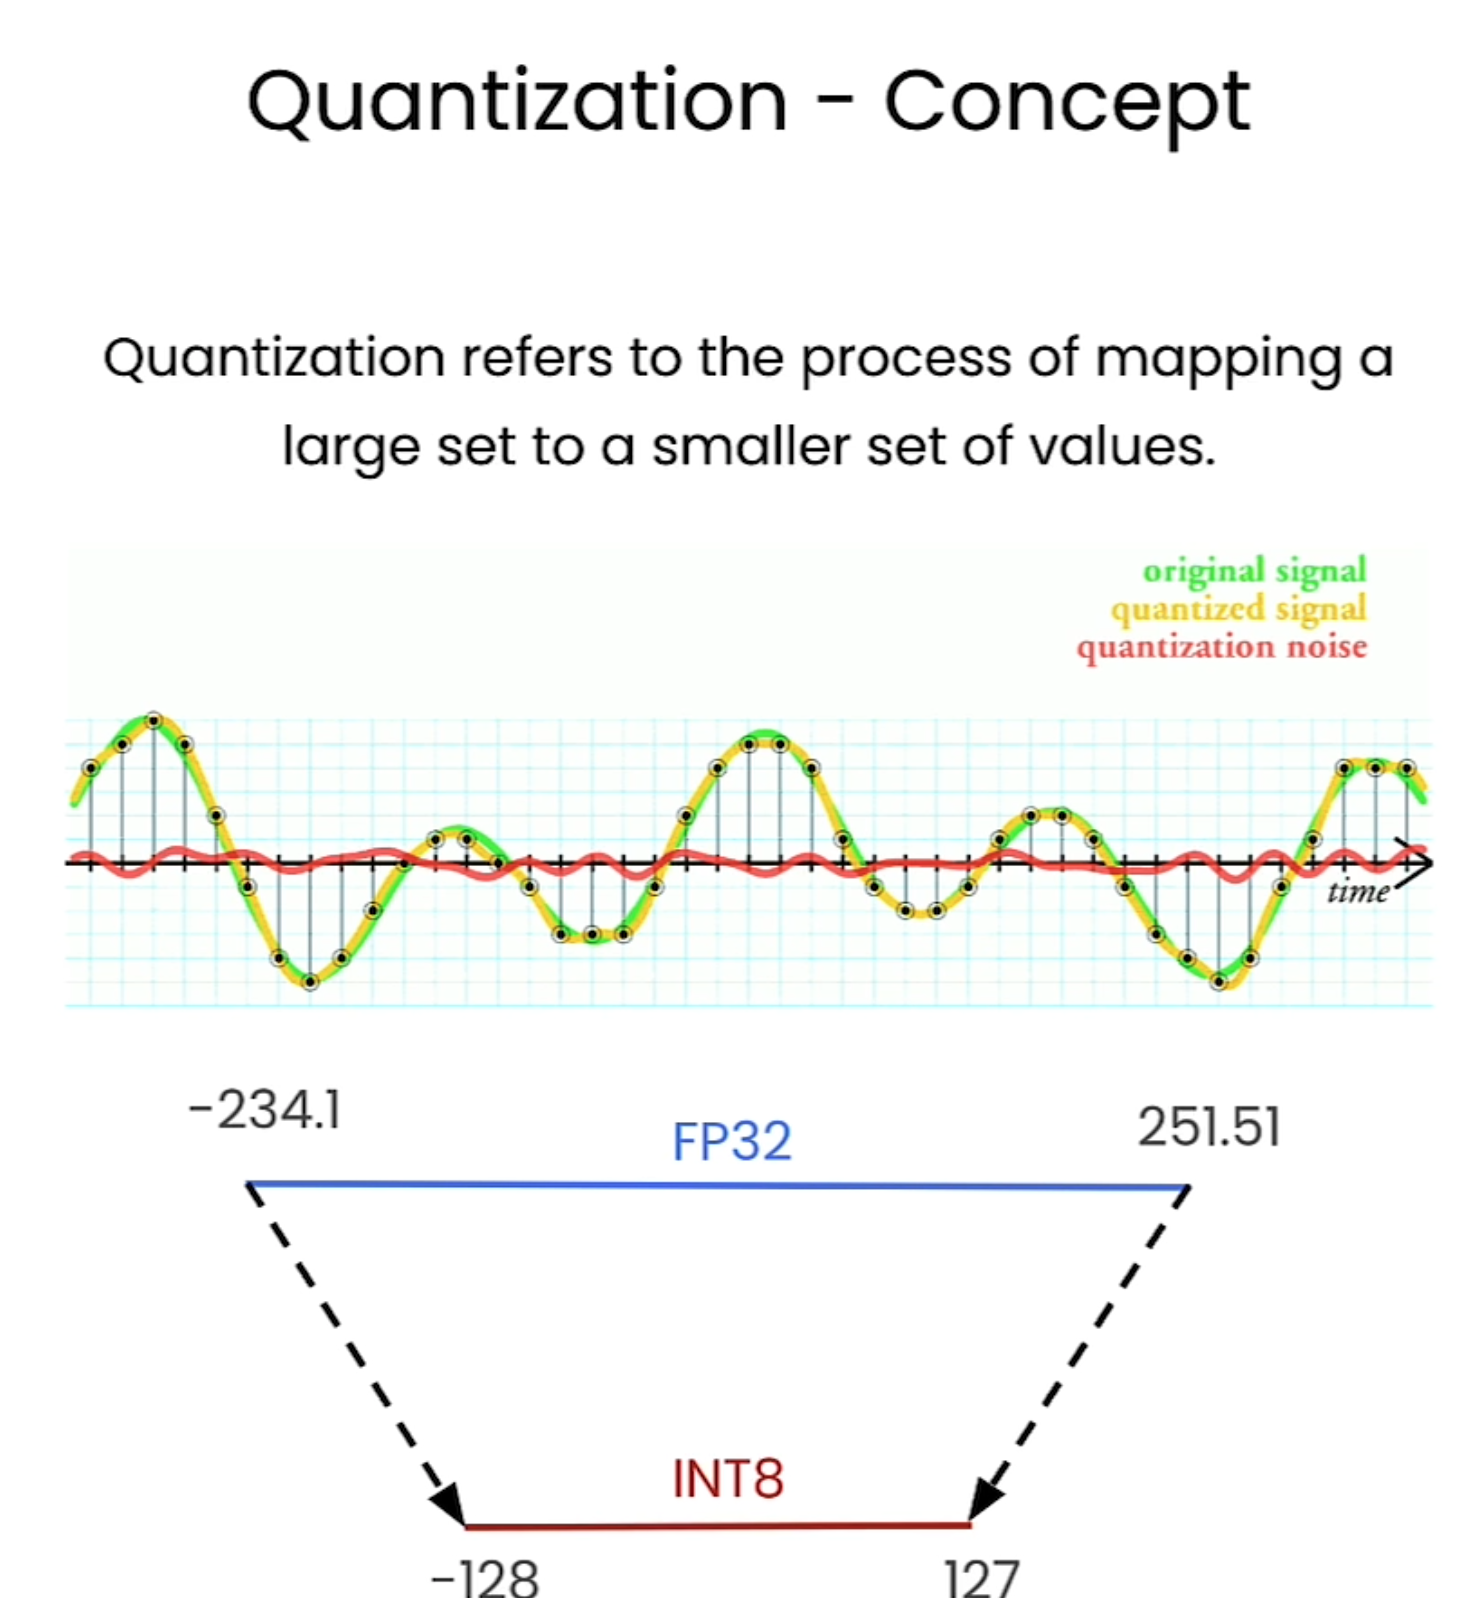 Quantization - Concept
Quantization refers to the process of mapping a
large set to a smaller set of values.
original signal
quantized signal
quantization noise
time
-234.1
FP32
251.51
INT8
-128
127